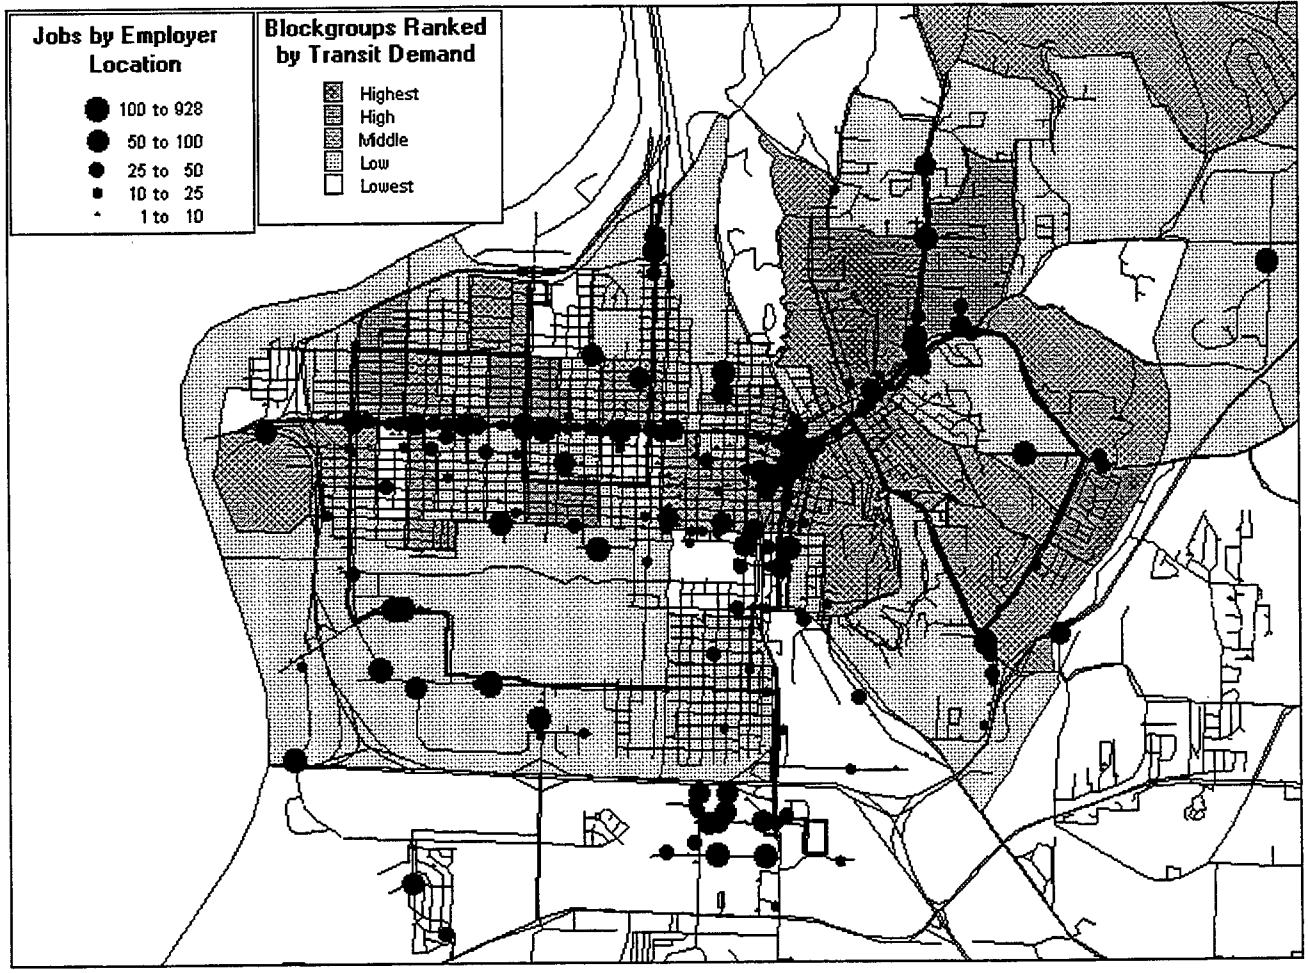 Jobs by Employer
Location
100 to 928
50 to 100
25 to 50
10 to 25
1 to 10
Blockgroups Ranked
by Transit Demand
Highest
High
Middle
Low
Lowest